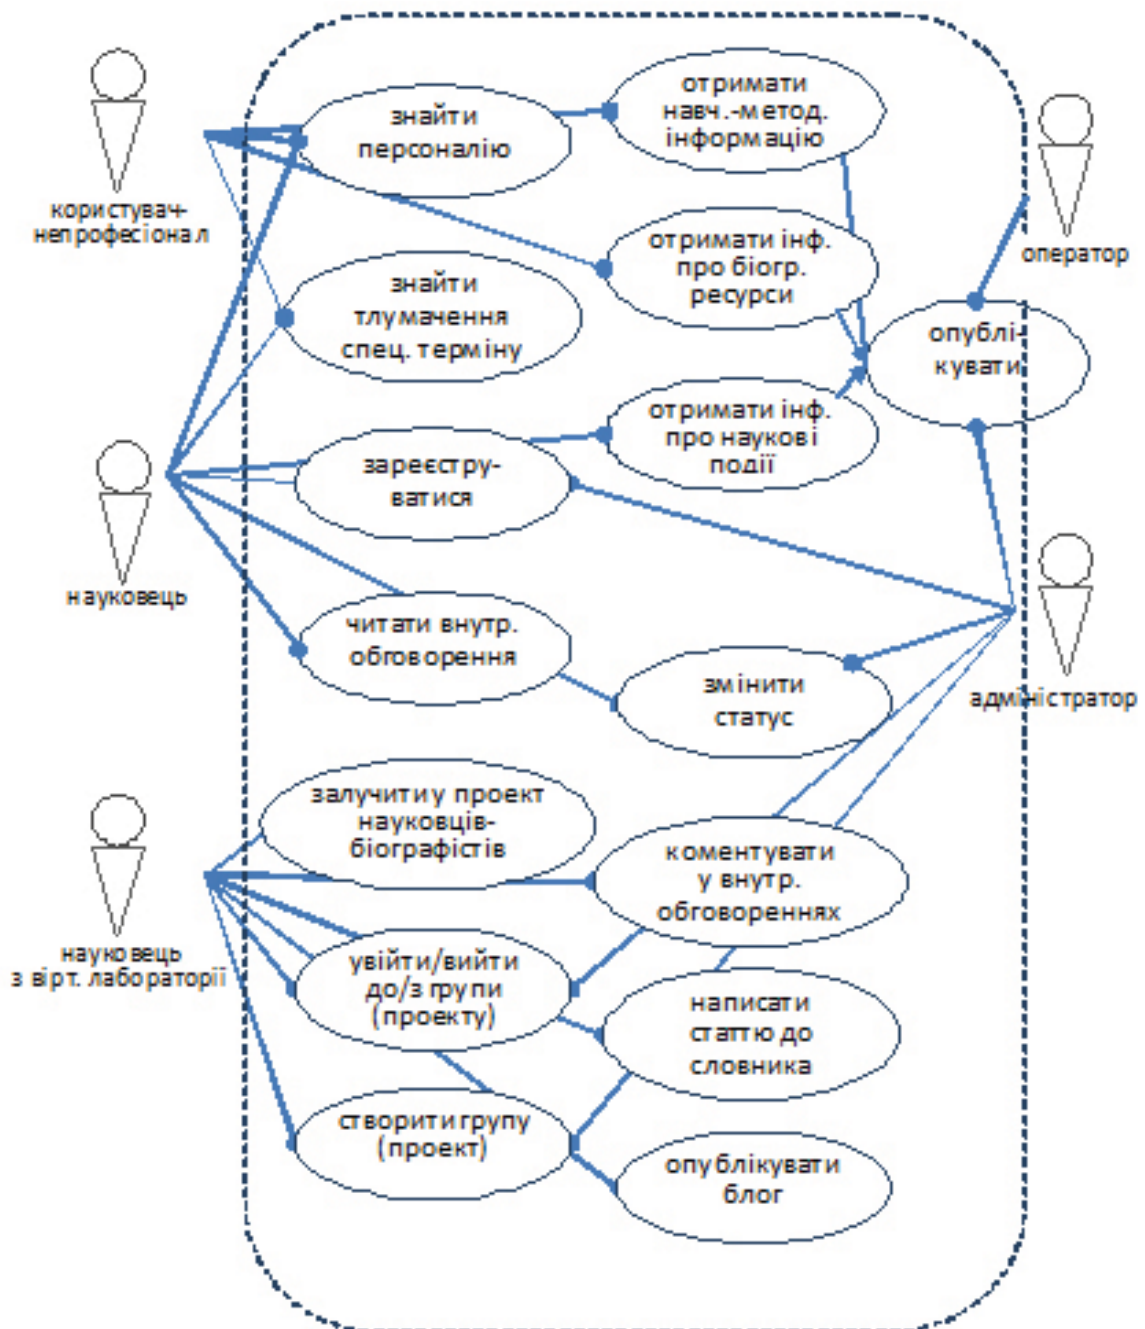 знайти
персоналію
отримати
навч.-метод.
інформацію
користувач-
непрофесіонал
оператор
отримати інф.
про біогр.
ресурси
знайти
тлумачення
спец. терміну
опублі-
кувати
отримати інф.
про наукові
події
зареєстру-
ватися
науковець
читати внутр.
обговорення
змінити
статус
адміністратор
залучити у проект
науковців-
біографістів
коментувати
у внутр.
обговореннях
науковець
з вірт. лабораторії
увійти/вийти
до/з групи
(проекту)
написати
статтю до
словника
створити групу
(проект)
опублікувати
блог